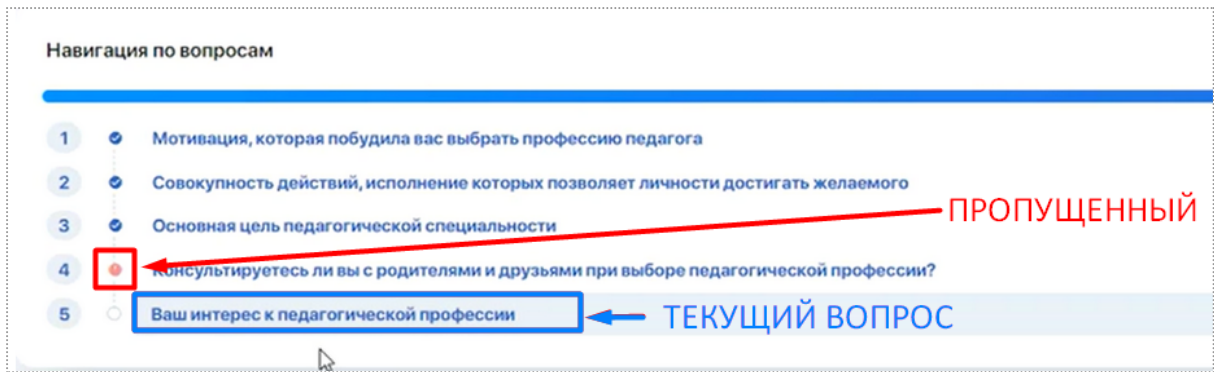 Навигация по вопросам
1 Мотивация, которая побудила вас выбрать профессию педагога
2 Совокупность действий, исполнение которых позволяет личности достигать желаемого
ПРОПУЩЕННЫЙ
3 Основная цель педагогической специальности
4 Консультируетесь ли вы с родителями и друзьями при выборе педагогической профессии?
5 Ваш интерес к педагогической профессии
ТЕКУЩИЙ ВОПРОС